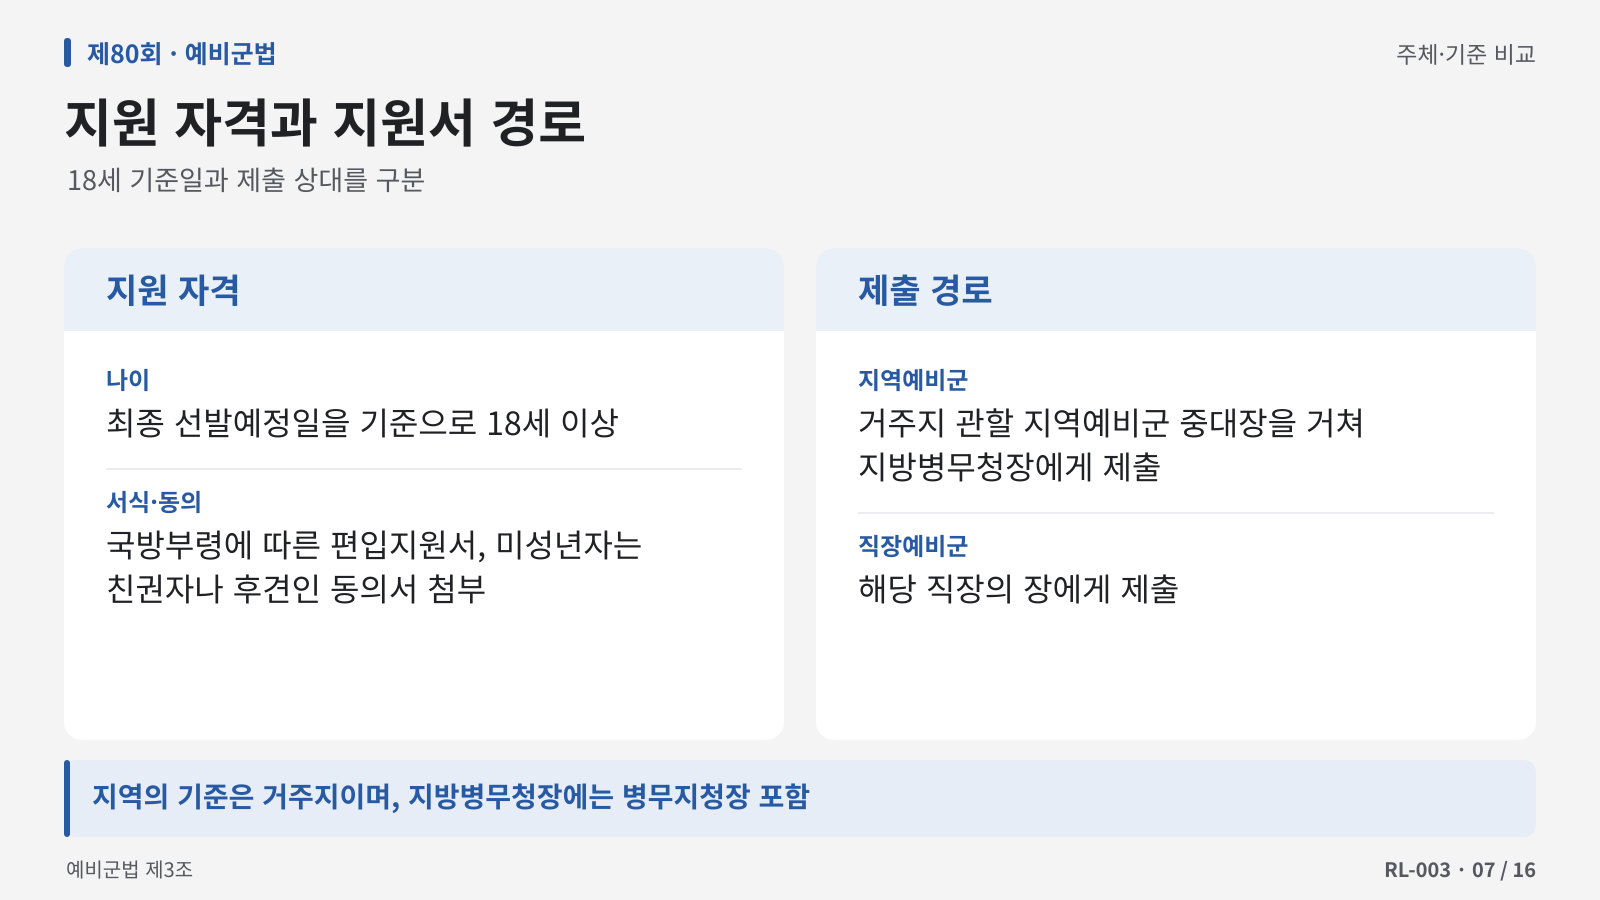 제80회 · 예비군법
주체·기준 비교
지원 자격과 지원서 경로
18세 기준일과 제출 상대를 구분
지원 자격
나이
최종 선발예정일을 기준으로 18세 이상
서식·동의
국방부령에 따른 편입지원서, 미성년자는
친권자나 후견인 동의서 첨부
제출 경로
지역예비군
거주지 관할 지역예비군 중대장을 거쳐
지방병무청장에게 제출
직장예비군
해당 직장의 장에게 제출
지역의 기준은 거주지이며, 지방병무청장에는 병무지청장 포함
예비군법 제3조
RL-003 · 07 / 16